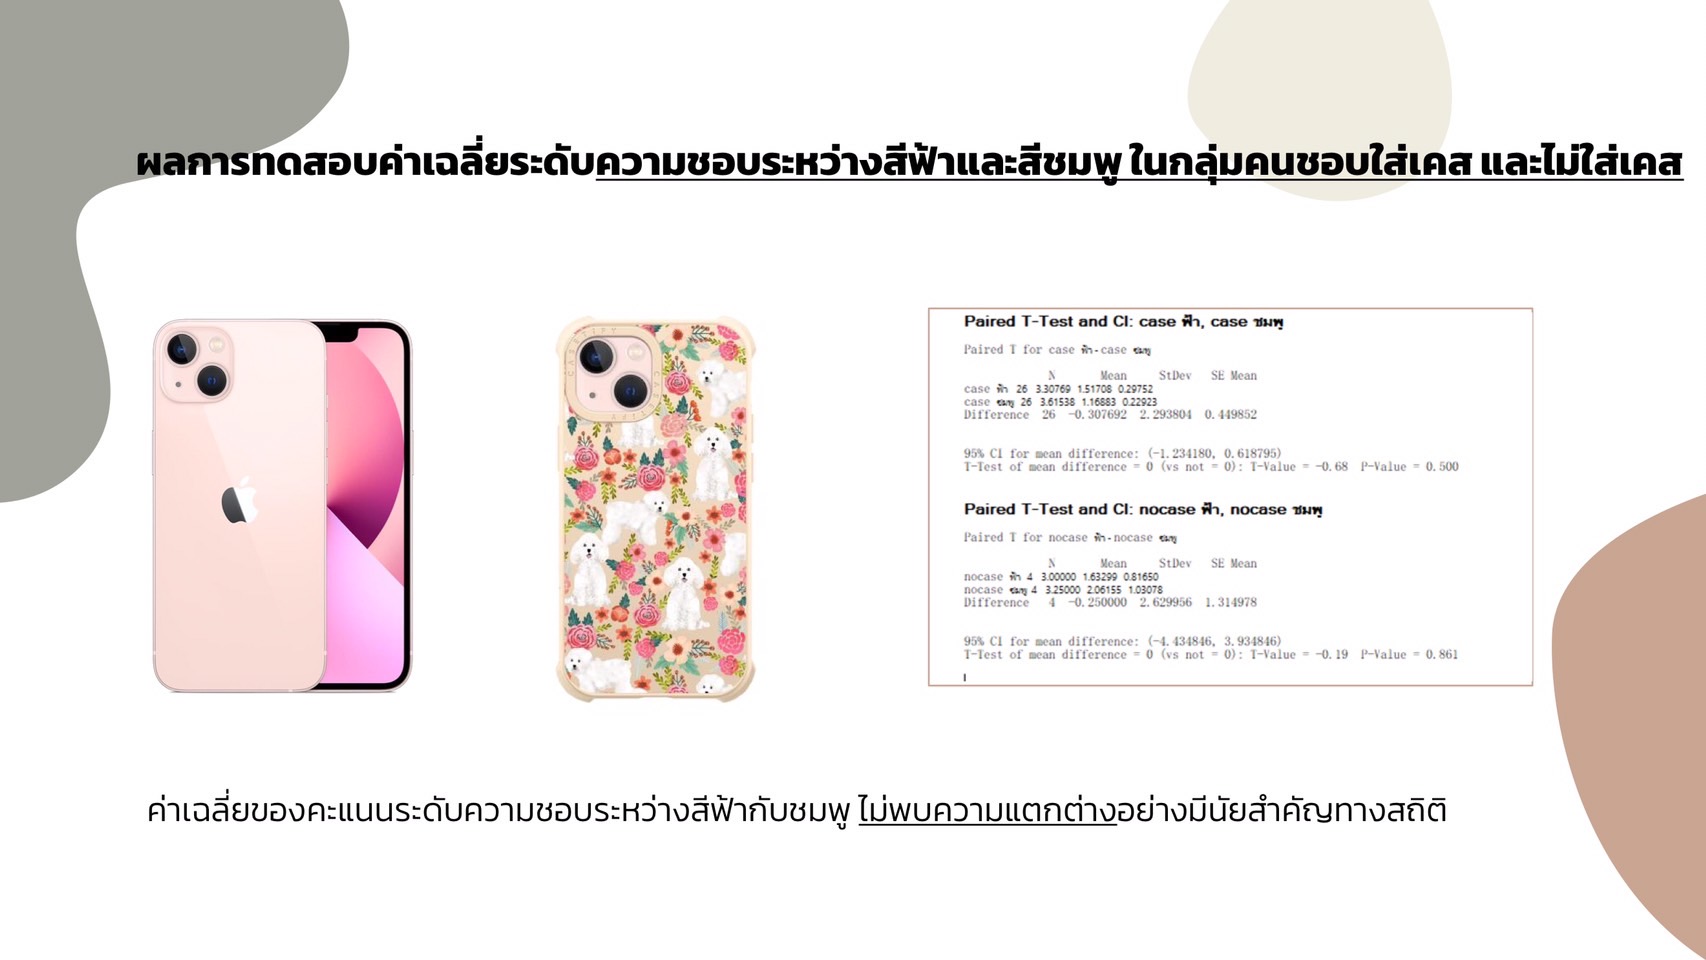 ผลการทดสอบค่าเฉลี่ยระดับความชอบระหว่างสีฟ้าและสีชมพู ในกลุ่มคนชอบใส่เคส และไม่ใส่เคส
Paired T-Test and CI: case ฟ้า, case ชมพู
Paired T for case ฟ้า - case ชมพู
N Mean StDev SE Mean
case ฟ้า 26 3.30769 1.51708 0.29752
case ชมพู 26 3.61538 1.16883 0.22923
Difference 26 -0.307692 2.293804 0.449852
95% CI for mean difference: (-1.234180, 0.618795)
T-Test of mean difference = 0 (vs not = 0): T-Value = -0.68 P-Value = 0.500
Paired T-Test and CI: nocase ฟ้า, nocase ชมพู
Paired T for nocase ฟ้า - nocase ชมพู
N Mean StDev SE Mean
nocase ฟ้า 4 3.00000 1.63299 0.81650
nocase ชมพู 4 3.25000 2.06155 1.03078
Difference 4 -0.250000 2.629956 1.314978
95% CI for mean difference: (-4.434846, 3.934846)
T-Test of mean difference = 0 (vs not = 0): T-Value = -0.19 P-Value = 0.861
ค่าเฉลี่ยของคะแนนระดับความชอบระหว่างสีฟ้ากับชมพู ไม่พบความแตกต่างอย่างมีนัยสำคัญทางสถิติ